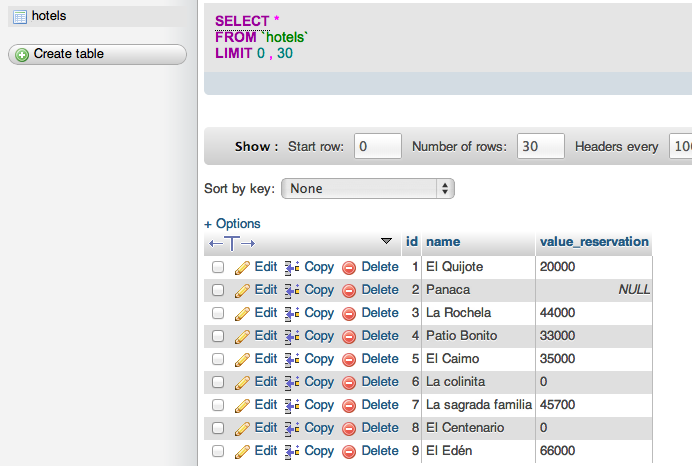 hotels
Create table
SELECT *
FROM `hotels`
LIMIT 0 , 30
Show : Start row: 0 Number of rows: 30 Headers every 100
Sort by key: None
+ Options
←T→ id name value_reservation
Edit Copy Delete 1 El Quijote 20000
Edit Copy Delete 2 Panaca NULL
Edit Copy Delete 3 La Rochela 44000
Edit Copy Delete 4 Patio Bonito 33000
Edit Copy Delete 5 El Caimo 35000
Edit Copy Delete 6 La colinita 0
Edit Copy Delete 7 La sagrada familia 45700
Edit Copy Delete 8 El Centenario 0
Edit Copy Delete 9 El Edén 66000